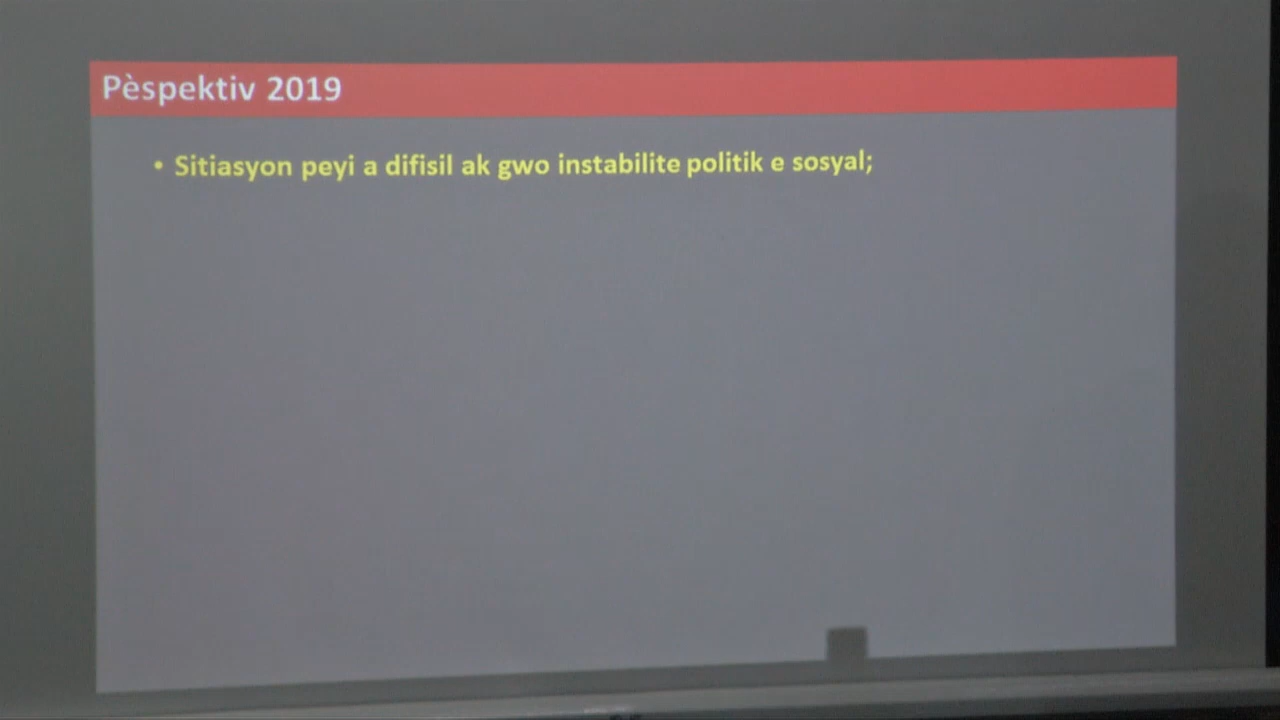 Pèspektiv 2019
• Sitiasyon peyi a difisil ak gwo instabilite politik e sosyal;